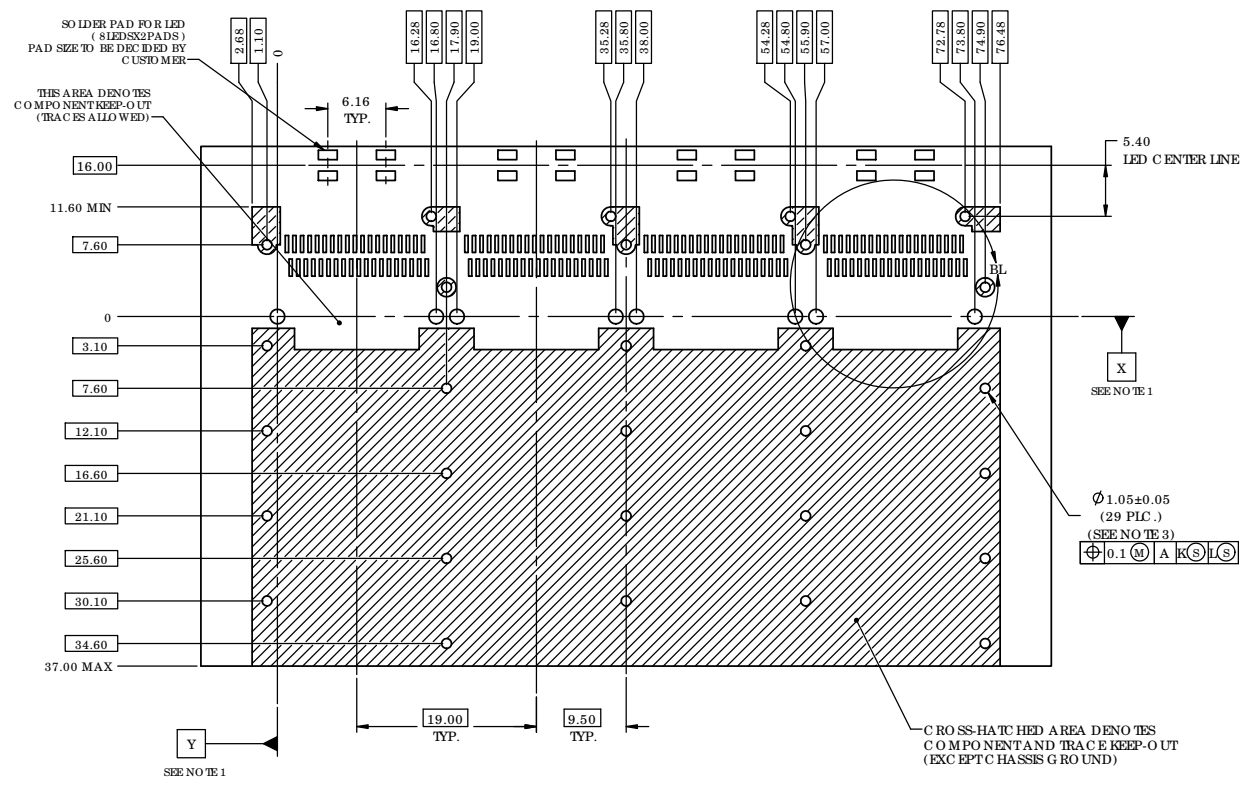 SOLDER PAD FOR LED
( 8LEDSX2PADS )
PAD SIZE TO BE DECIDED BY
CUSTOMER
THIS AREA DENOTES
COMPONENT KEEP-OUT
(TRACES ALLOWED)
2.68
1.10
0
16.28
16.80
17.90
19.00
35.28
35.80
38.00
54.28
54.80
55.90
57.00
72.78
73.80
74.90
76.48
6.16
TYP.
5.40
LED CENTER LINE
16.00
11.60 MIN
7.60
BL
0
X
SEE NOTE 1
3.10
7.60
12.10
16.60
21.10
25.60
30.10
34.60
37.00 MAX
Ø1.05±0.05
(29 PLC.)
(SEE NOTE 3)
⌖ 0.1 Ⓜ A KⓈ LⓈ
19.00
TYP.
9.50
TYP.
Y
SEE NOTE 1
CROSS-HATCHED AREA DENOTES
COMPONENT AND TRACE KEEP-OUT
(EXCEPT CHASSIS GROUND)